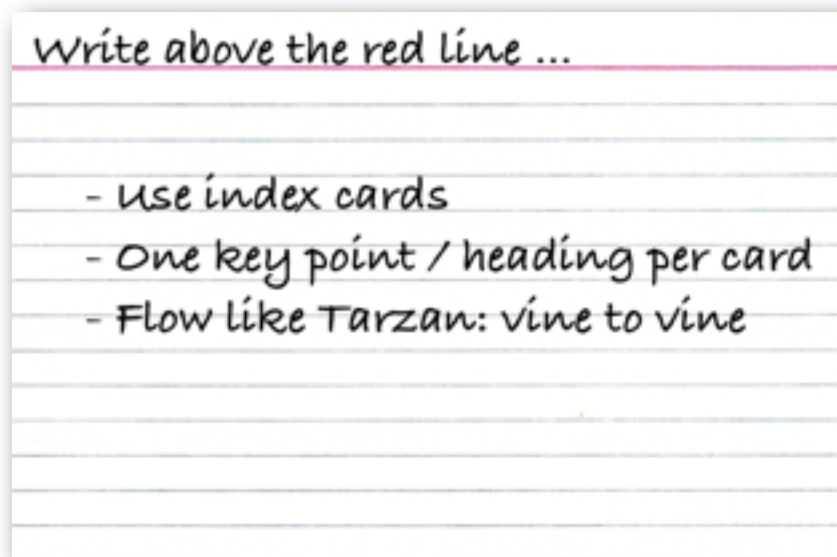 Write above the red line ...
- Use index cards
- One key point / heading per card
- Flow like Tarzan: vine to vine